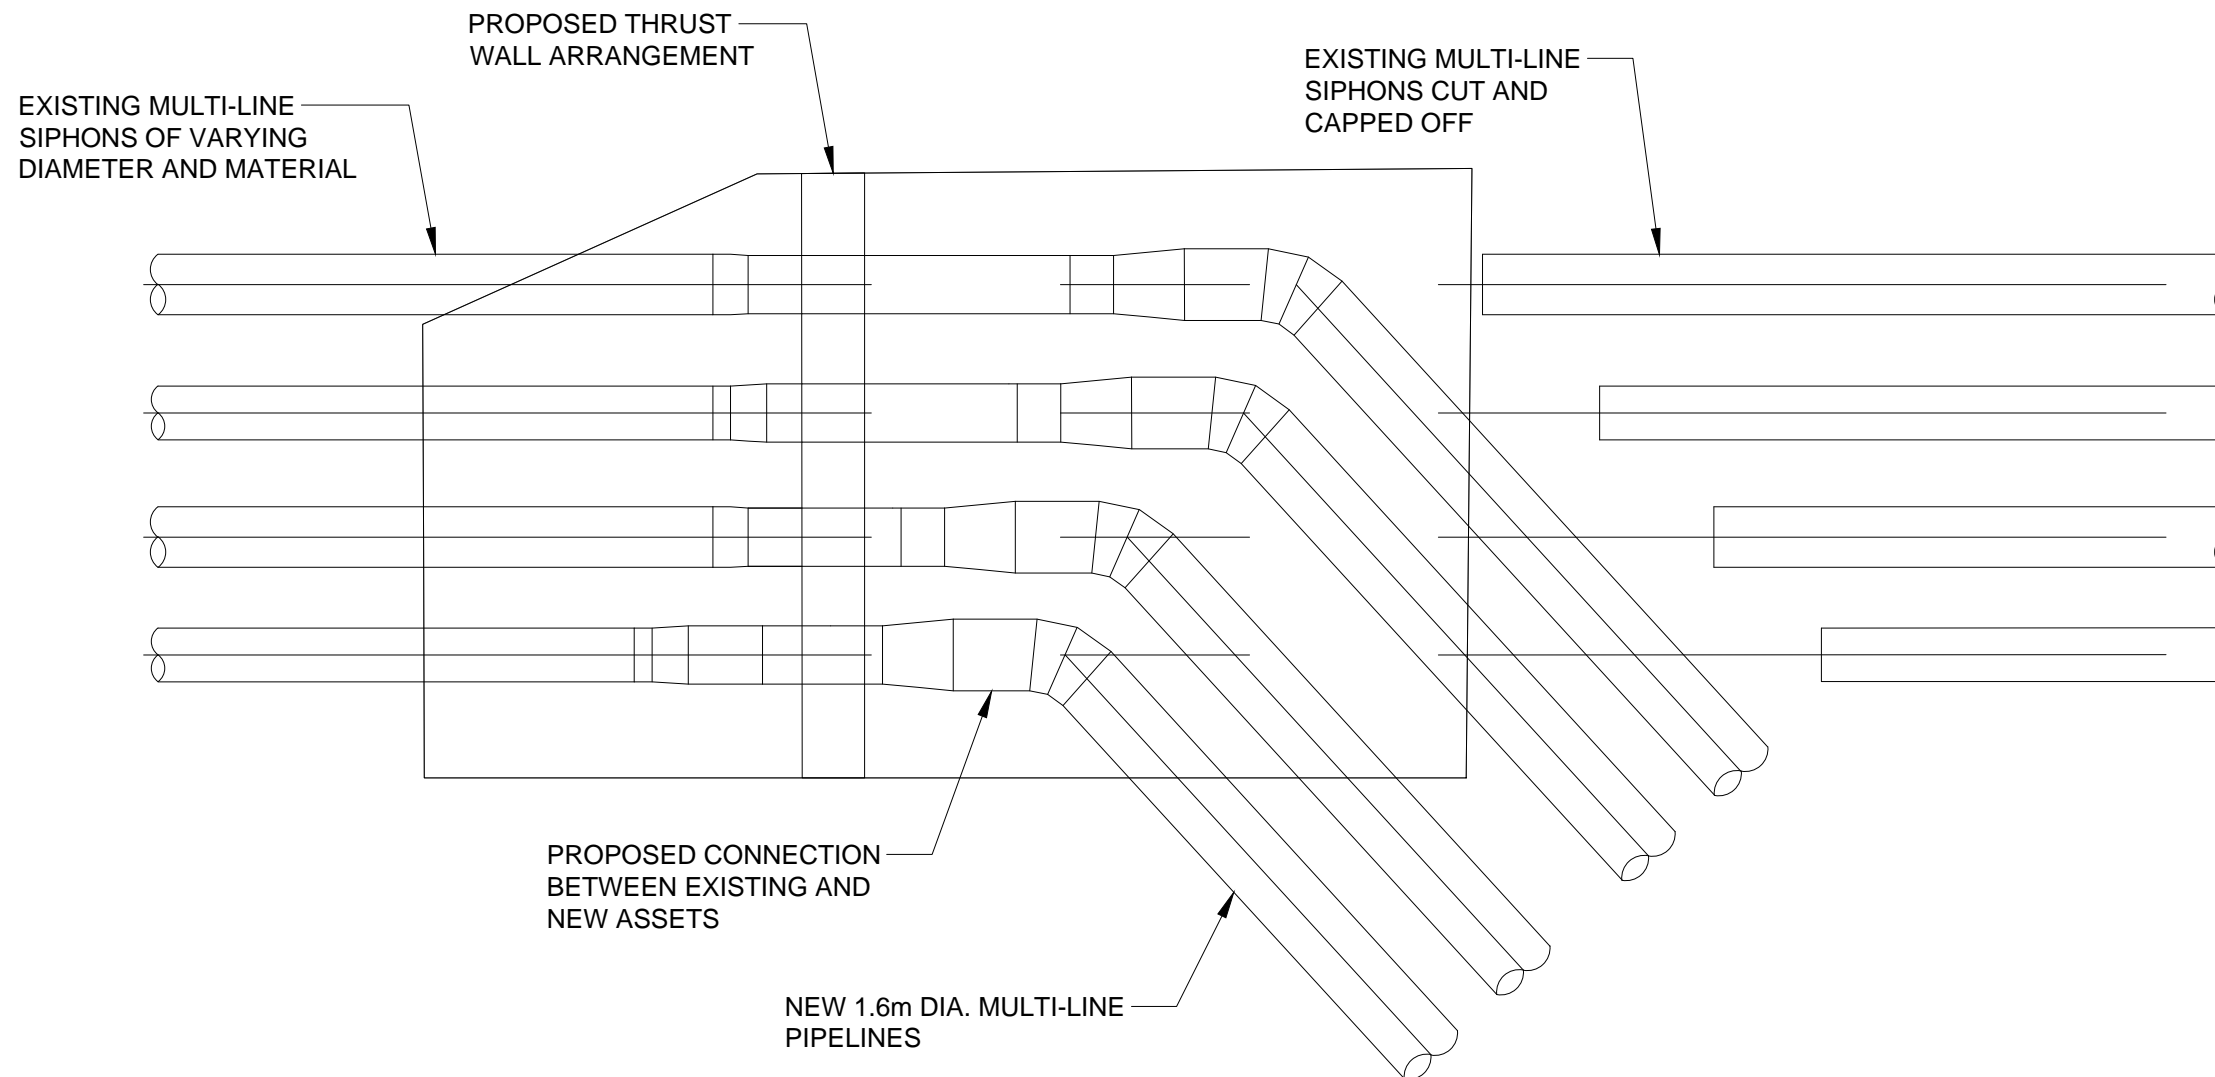 PROPOSED THRUST
WALL ARRANGEMENT
EXISTING MULTI-LINE
SIPHONS CUT AND
CAPPED OFF
EXISTING MULTI-LINE
SIPHONS OF VARYING
DIAMETER AND MATERIAL
PROPOSED CONNECTION
BETWEEN EXISTING AND
NEW ASSETS
NEW 1.6m DIA. MULTI-LINE
PIPELINES